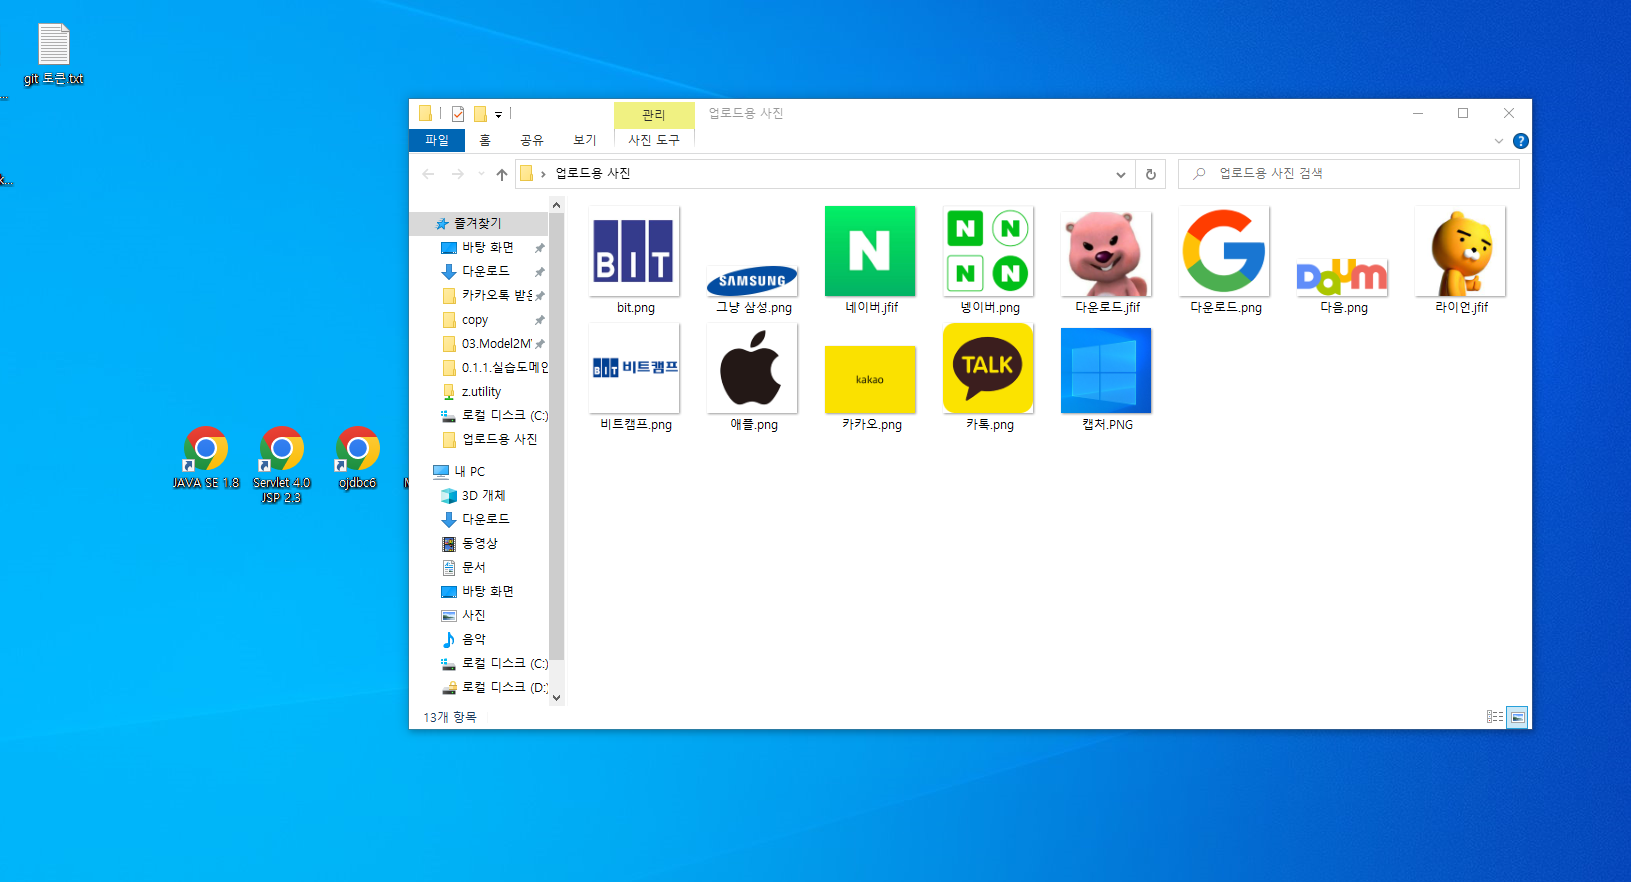 git 토큰.txt
...
k...
JAVA SE 1.8
Servlet 4.0
JSP 2.3
ojdbc6
M
관리
업로드용 사진
파일
홈
공유
보기
사진 도구
업로드용 사진
업로드용 사진 검색
즐겨찾기
바탕 화면
다운로드
카카오톡 받은
copy
03.Model2M
0.1.1.실습도메인
z.utility
로컬 디스크 (C:)
업로드용 사진
내 PC
3D 개체
다운로드
동영상
문서
바탕 화면
사진
음악
로컬 디스크 (C:)
로컬 디스크 (D:)
BIT
SAMSUNG
N
N
N
N
N
G
Daum
bit.png
그냥 삼성.png
네이버.jfif
넹이버.png
다운로드.jfif
다운로드.png
다음.png
라이언.jfif
BIT 비트캠프
kakao
TALK
비트캠프.png
애플.png
카카오.png
카톡.png
캡처.PNG
13개 항목